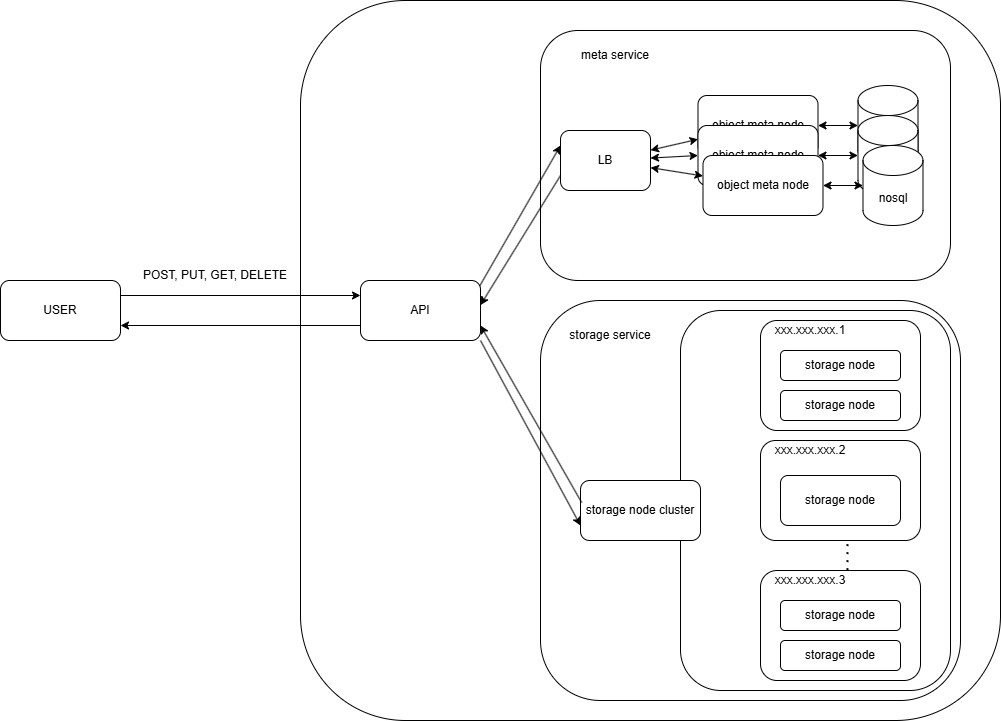 meta service
object meta node
object meta node
object meta node
LB
nosql
POST, PUT, GET, DELETE
USER
API
storage service
xxx.xxx.xxx.1
storage node
storage node
xxx.xxx.xxx.2
storage node
storage node cluster
xxx.xxx.xxx.3
storage node
storage node